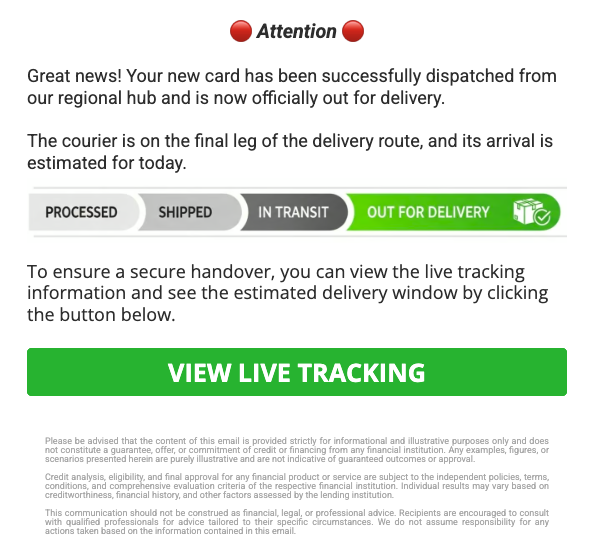 Attention
Great news! Your new card has been successfully dispatched from
our regional hub and is now officially out for delivery.
The courier is on the final leg of the delivery route, and its arrival is
estimated for today.
PROCESSED SHIPPED IN TRANSIT OUT FOR DELIVERY
To ensure a secure handover, you can view the live tracking
information and see the estimated delivery window by clicking
the button below.
VIEW LIVE TRACKING
Please be advised that the content of this email is provided strictly for informational and illustrative purposes only and does
not constitute a guarantee, offer, or commitment of credit or financing from any financial institution. Any examples, figures, or
scenarios presented herein are purely illustrative and are not indicative of guaranteed outcomes or approval.
Credit analysis, eligibility, and final approval for any financial product or service are subject to the independent policies, terms,
conditions, and comprehensive evaluation criteria of the respective financial institution. Individual results may vary based on
creditworthiness, financial history, and other factors assessed by the lending institution.
This communication should not be construed as financial, legal, or professional advice. Recipients are encouraged to consult
with qualified professionals for advice tailored to their specific circumstances. We do not assume responsibility for any
actions taken based on the information contained in this email.